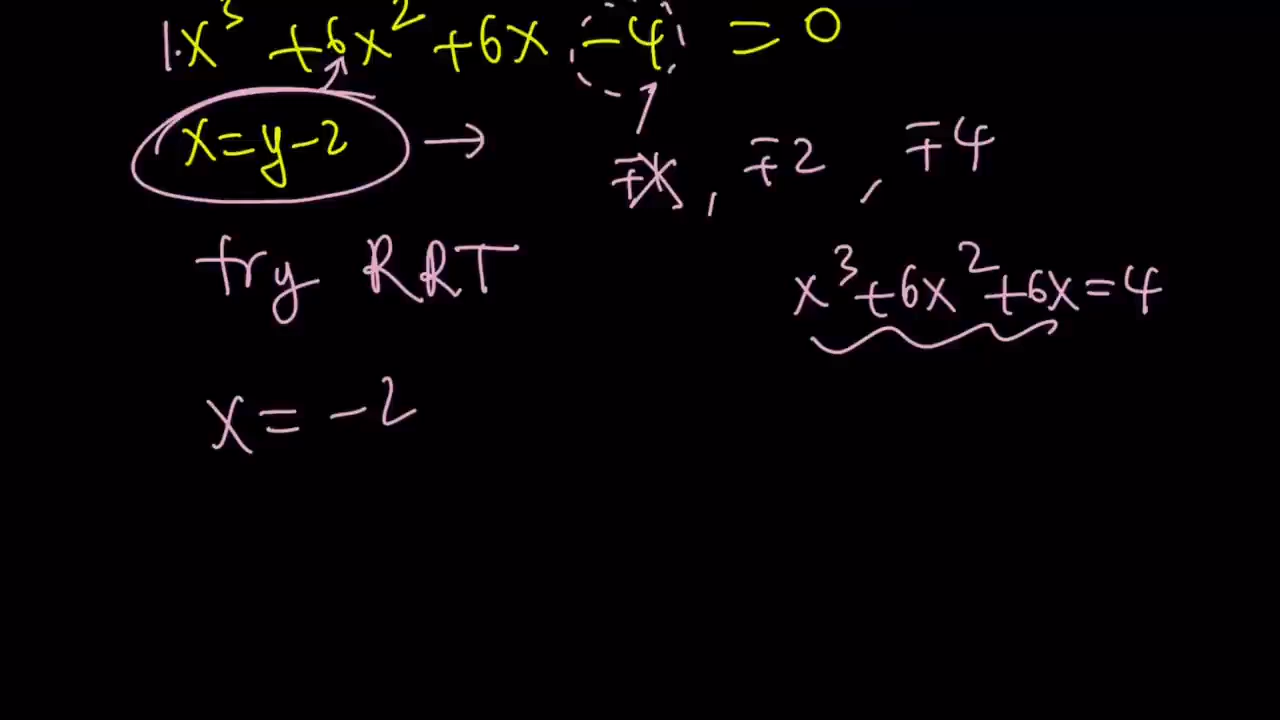 1·x³ + 6x² + 6x - 4 = 0
x = y - 2 → ∓1, ∓2, ∓4
try RRT
x³ + 6x² + 6x = 4
x = -2